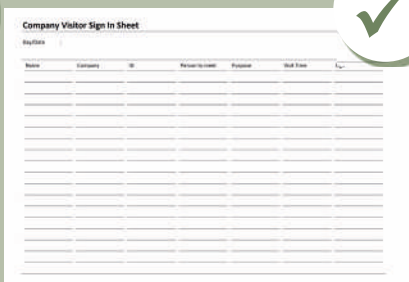 Company Visitor Sign In Sheet
Day/Date :
Name Company ID Person to meet Purpose Visit Time